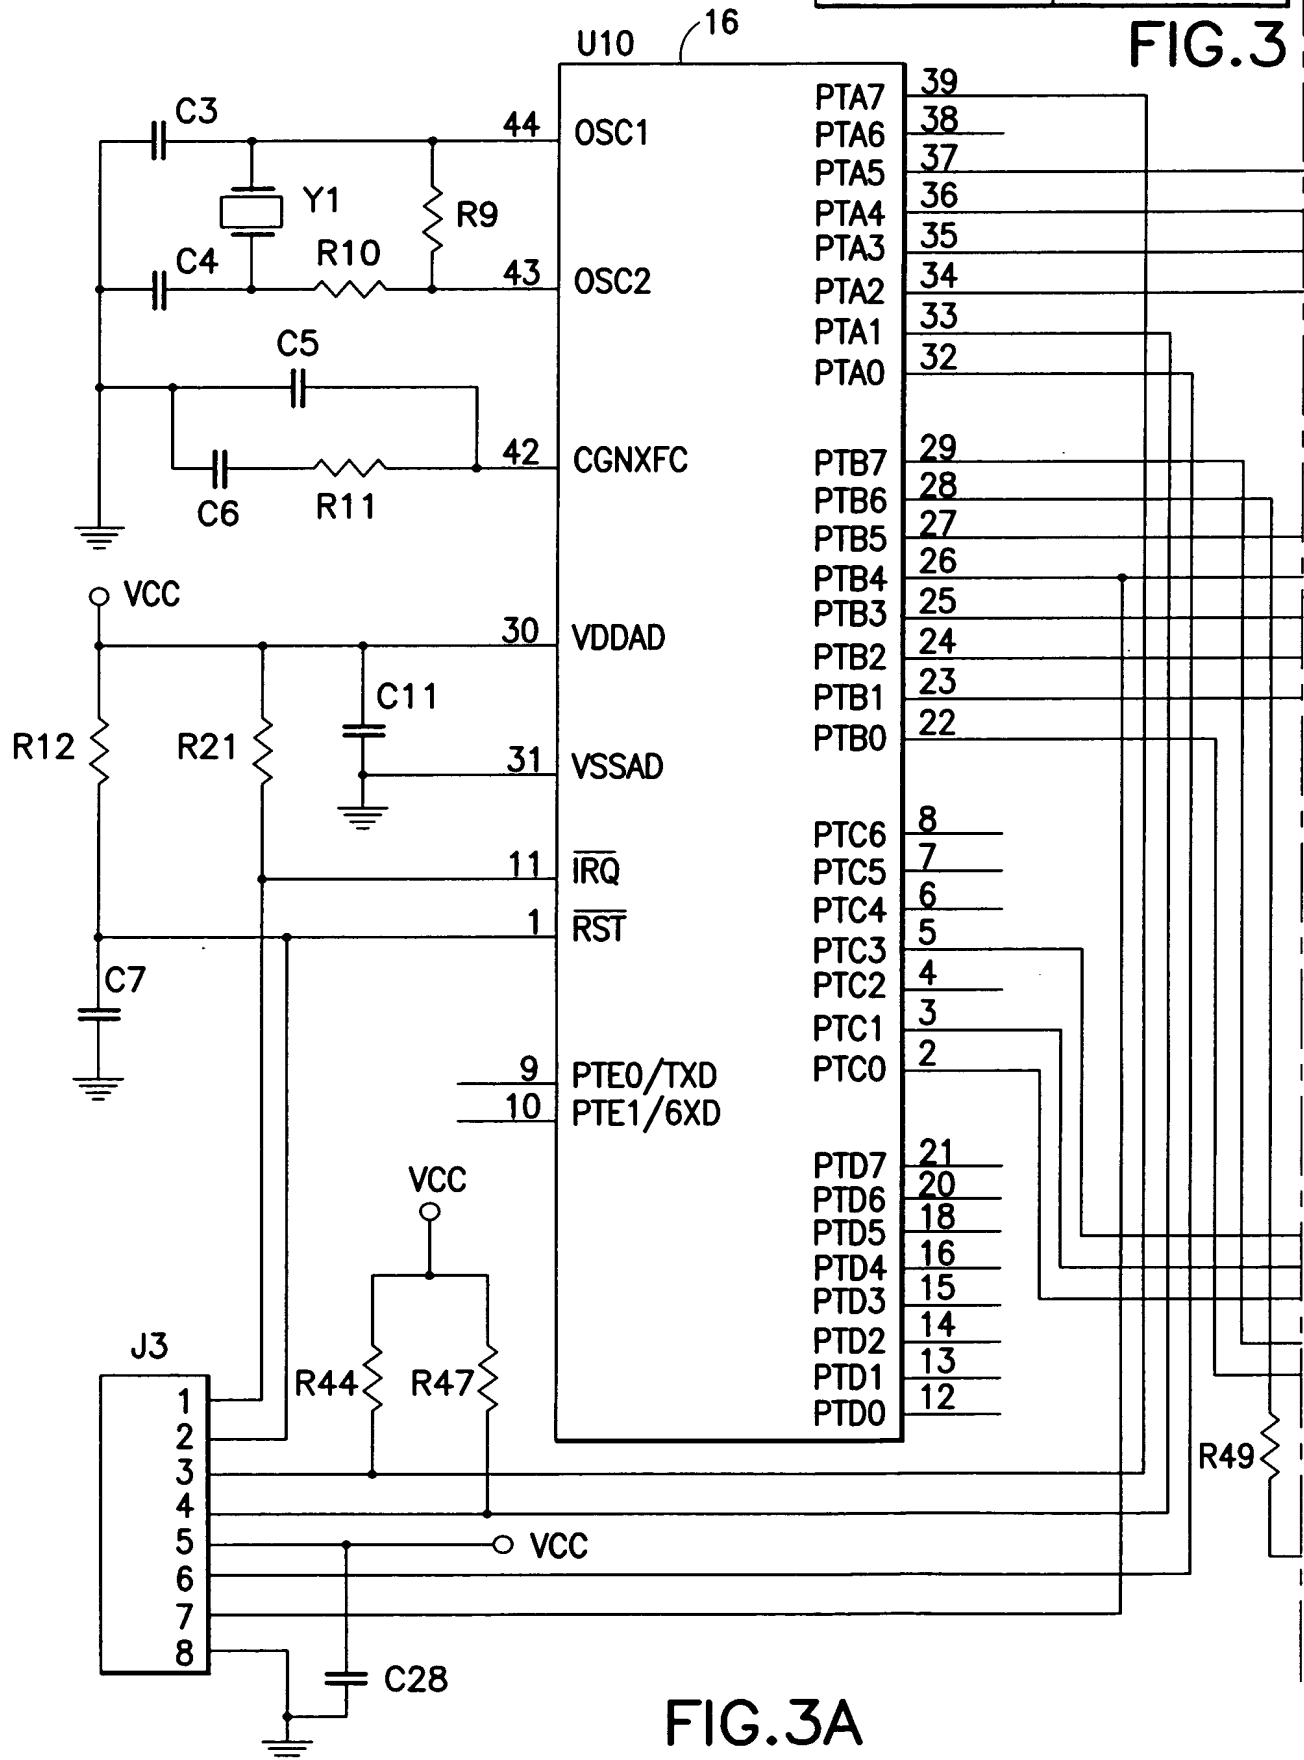 FIG.3
U10
16
C3
44
OSC1
Y1
R9
C4
R10
43
OSC2
C5
42
CGNXFC
C6
R11
VCC
30
VDDAD
C11
R12
R21
31
VSSAD
11
IRQ
1
RST
C7
9
PTE0/TXD
10
PTE1/6XD
PTA7
39
PTA6
38
PTA5
37
PTA4
36
PTA3
35
PTA2
34
PTA1
33
PTA0
32
PTB7
29
PTB6
28
PTB5
27
PTB4
26
PTB3
25
PTB2
24
PTB1
23
PTB0
22
PTC6
8
PTC5
7
PTC4
6
PTC3
5
PTC2
4
PTC1
3
PTC0
2
PTD7
21
PTD6
20
PTD5
18
PTD4
16
PTD3
15
PTD2
14
PTD1
13
PTD0
12
VCC
R44
R47
R49
J3
1
2
3
4
5
6
7
8
VCC
C28
FIG.3A